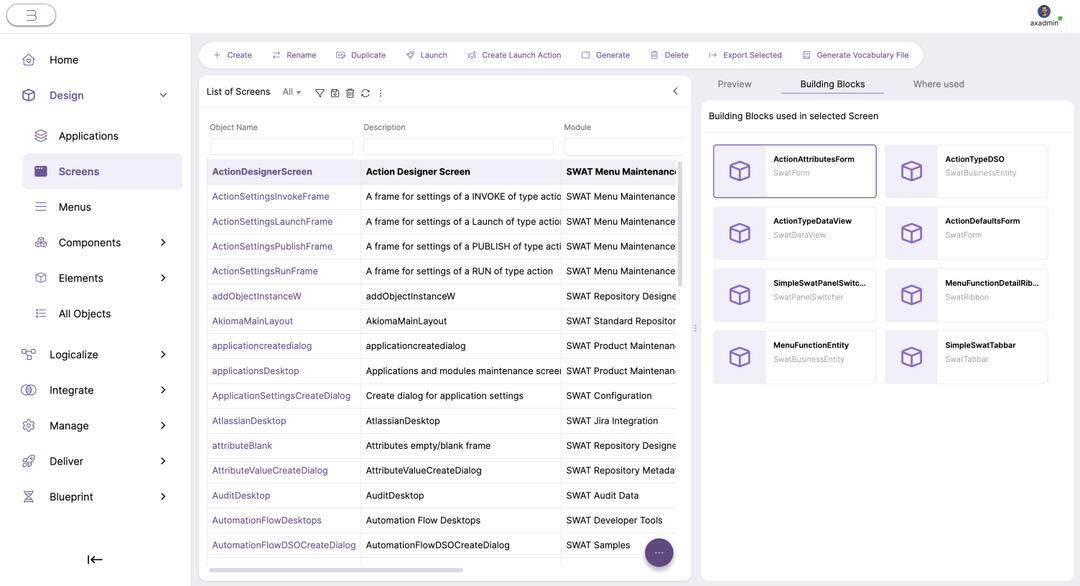 axadmin
Home
Design
Applications
Screens
Menus
Components
Elements
All Objects
Logicalize
Integrate
Manage
Deliver
Blueprint
Create Rename Duplicate Launch Create Launch Action Generate Delete Export Selected Generate Vocabulary File
List of Screens All
Object Name Description Module
ActionDesignerScreen Action Designer Screen SWAT Menu Maintenanc
ActionSettingsInvokeFrame A frame for settings of a INVOKE of type actio SWAT Menu Maintenance
ActionSettingsLaunchFrame A frame for settings of a Launch of type action SWAT Menu Maintenance
ActionSettingsPublishFrame A frame for settings of a PUBLISH of type acti SWAT Menu Maintenance
ActionSettingsRunFrame A frame for settings of a RUN of type action SWAT Menu Maintenance
addObjectInstanceW addObjectInstanceW SWAT Repository Designe
AkiomaMainLayout AkiomaMainLayout SWAT Standard Repositor
applicationcreatedialog applicationcreatedialog SWAT Product Maintenan
applicationsDesktop Applications and modules maintenance screen SWAT Product Maintenan
ApplicationSettingsCreateDialog Create dialog for application settings SWAT Configuration
AtlassianDesktop AtlassianDesktop SWAT Jira Integration
attributeBlank Attributes empty/blank frame SWAT Repository Designe
AttributeValueCreateDialog AttributeValueCreateDialog SWAT Repository Metada
AuditDesktop AuditDesktop SWAT Audit Data
AutomationFlowDesktops Automation Flow Desktops SWAT Developer Tools
AutomationFlowDSOCreateDialog AutomationFlowDSOCreateDialog SWAT Samples
Preview Building Blocks Where used
Building Blocks used in selected Screen
ActionAttributesForm
SwatForm
ActionTypeDSO
SwatBusinessEntity
ActionTypeDataView
SwatDataView
ActionDefaultsForm
SwatForm
SimpleSwatPanelSwitc...
SwatPanelSwitcher
MenuFunctionDetailRib...
SwatRibbon
MenuFunctionEntity
SwatBusinessEntity
SimpleSwatTabbar
SwatTabbar